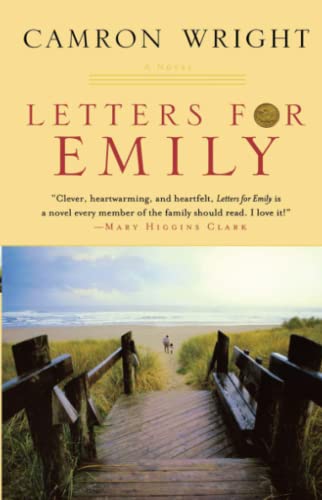 CAMRON WRIGHT
A NOVEL
LETTERS FOR
EMILY
"Clever, heartwarming, and heartfelt, Letters for Emily is
a novel every member of the family should read. I love it!"
—MARY HIGGINS CLARK